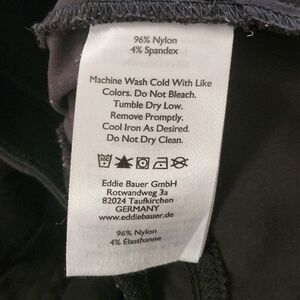 96% Nylon
4% Spandex
Machine Wash Cold With Like
Colors. Do Not Bleach.
Tumble Dry Low.
Remove Promptly.
Cool Iron As Desired.
Do Not Dry Clean.
Eddie Bauer GmbH
Rotwandweg 3a
82024 Taufkirchen
GERMANY
www.eddiebauer.de
96% Nylon
4% Élasthanne